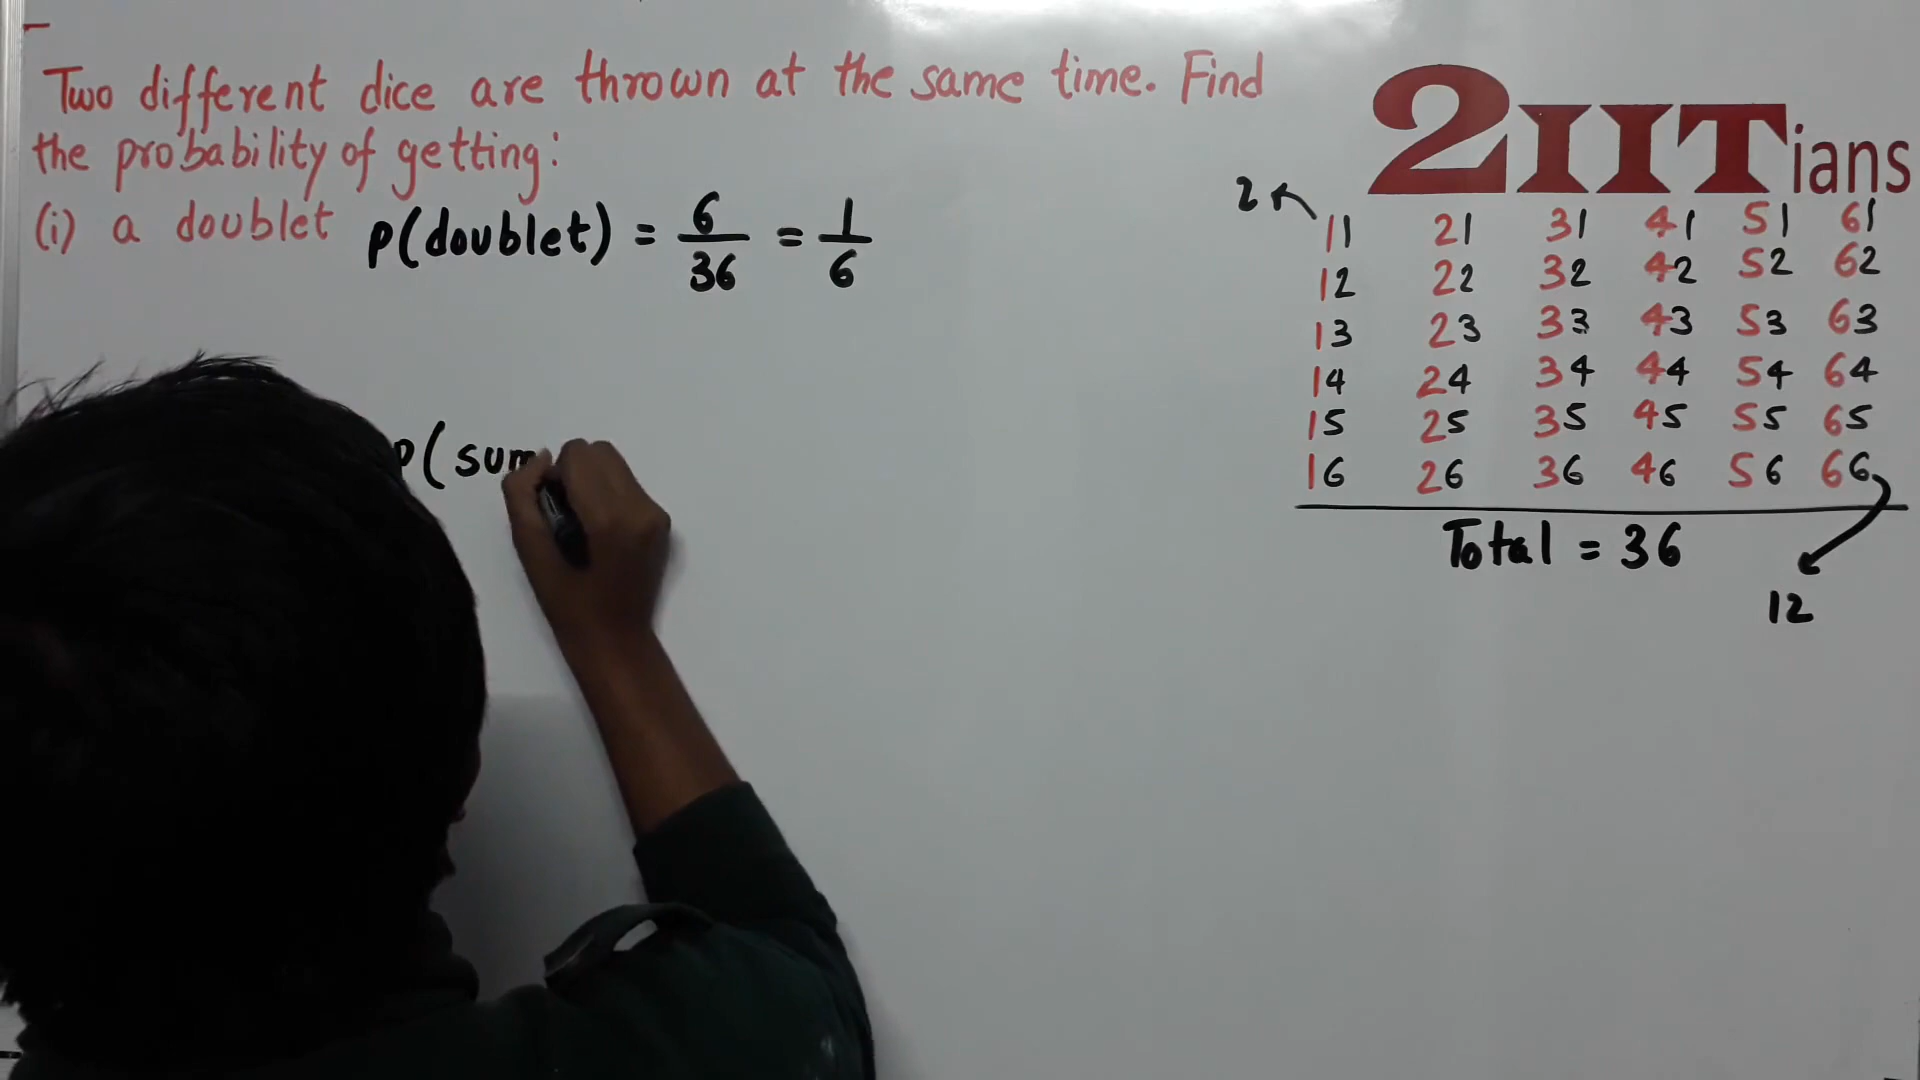 Two different dice are thrown at the same time. Find
the probability of getting:
(i) a doublet P(doublet) = 6/36 = 1/6
P(sum
2IITians
2
11 21 31 41 51 61
12 22 32 42 52 62
13 23 33 43 53 63
14 24 34 44 54 64
15 25 35 45 55 65
16 26 36 46 56 66
Total = 36
12